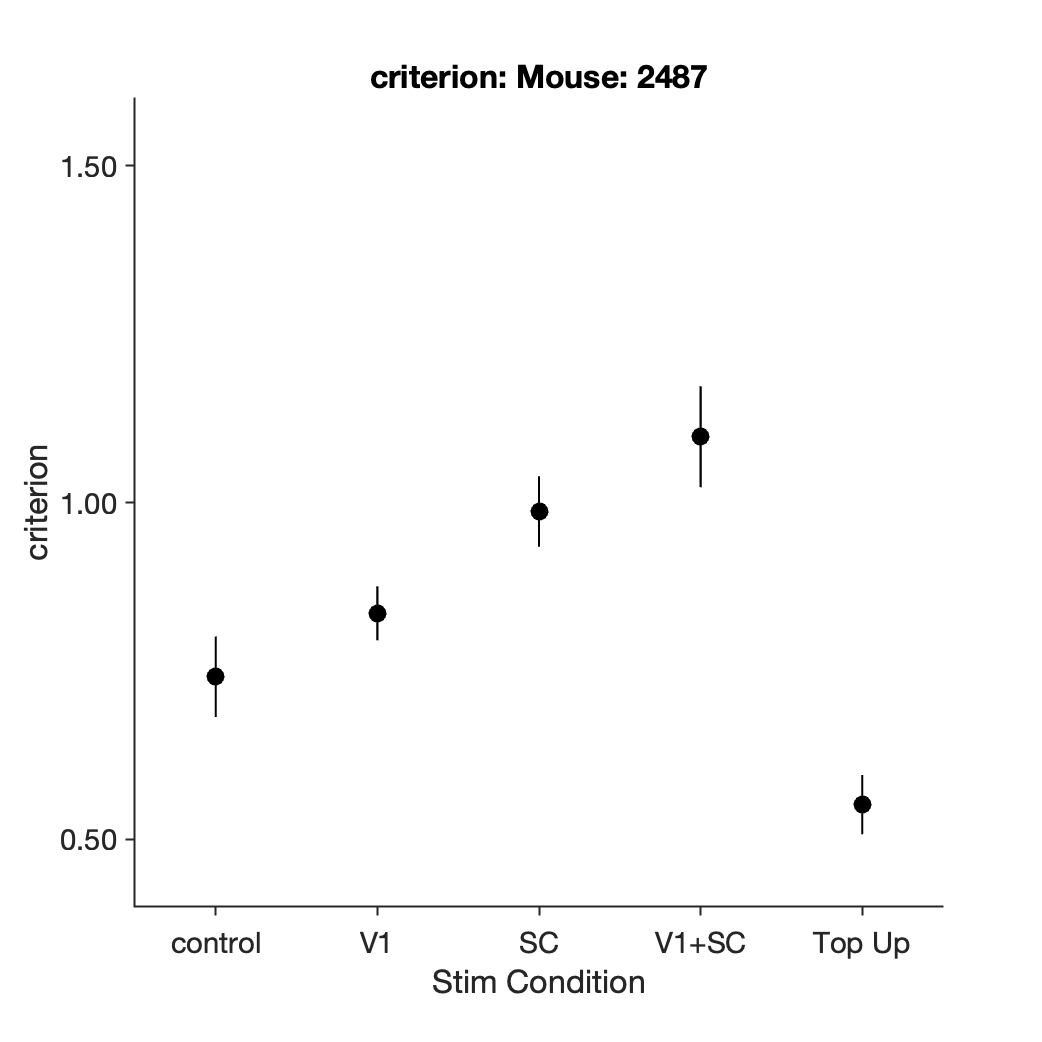 criterion: Mouse: 2487
criterion
1.50
1.00
0.50
control
V1
SC
V1+SC
Top Up
Stim Condition